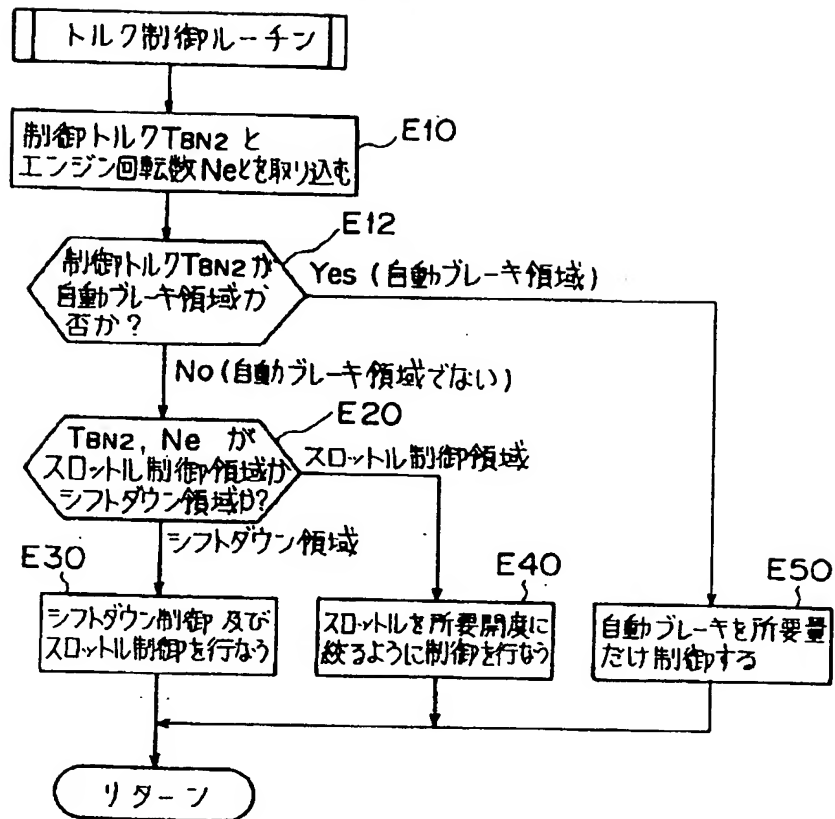 トルク制御ルーチン
制御トルクTBN2 と
エンジン回転数Neとを取り込む
E10
E12
制御トルクTBN2が
自動ブレーキ領域か
否か？
Yes (自動ブレーキ領域)
No (自動ブレーキ領域でない)
E20
TBN2, Ne が
スロットル制御領域か
シフトダウン領域か?
スロットル制御領域
シフトダウン領域
E30
シフトダウン制御 及び
スロットル制御を行なう
E40
スロットルを所要開度に
絞るように制御を行なう
E50
自動ブレーキを所要量
だけ制御する
リターン